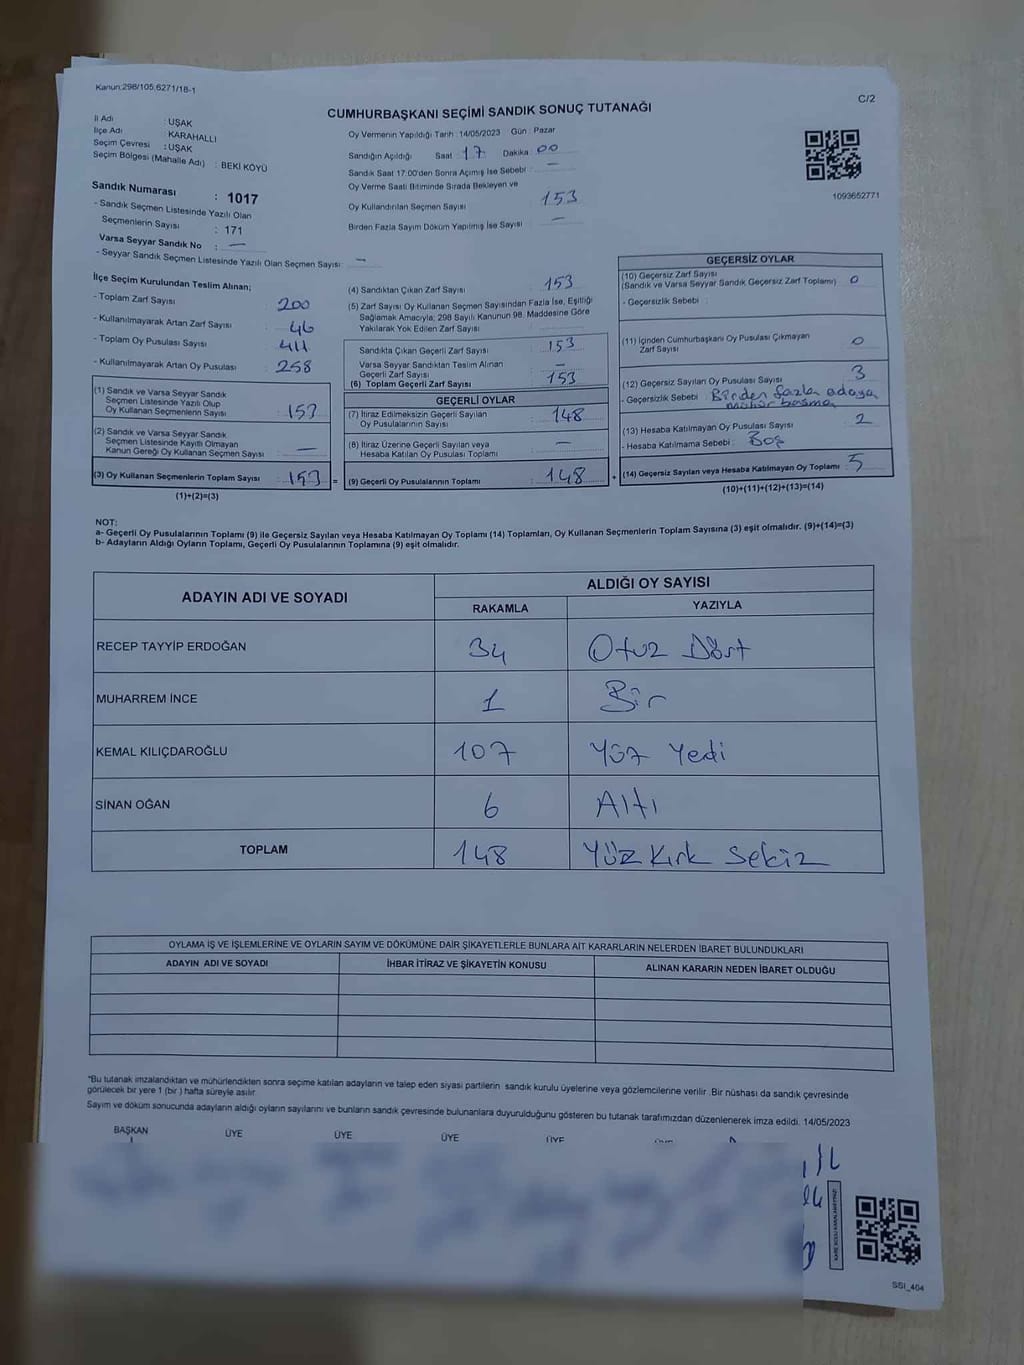 Kanun:298/105,6271/18-1
C/2
CUMHURBAŞKANI SEÇİMİ SANDIK SONUÇ TUTANAĞI
İl Adı : UŞAK
İlçe Adı : KARAHALLI
Seçim Çevresi : UŞAK
Seçim Bölgesi (Mahalle Adı) : BEKİ KÖYÜ
Oy Vermenin Yapıldığı Tarih : 14/05/2023 Gün : Pazar
Sandığın Açıldığı Saat : 17 Dakika : 00
Sandık Saat 17.00'den Sonra Açılmış İse Sebebi : —
Oy Verme Saati Bitiminde Sırada Bekleyen ve
Oy Kullandırılan Seçmen Sayısı : 153
Birden Fazla Sayım Döküm Yapılmış İse Sayısı : —
1093652771
Sandık Numarası : 1017
- Sandık Seçmen Listesinde Yazılı Olan
Seçmenlerin Sayısı : 171
Varsa Seyyar Sandık No : —
- Seyyar Sandık Seçmen Listesinde Yazılı Olan Seçmen Sayısı: —
İlçe Seçim Kurulundan Teslim Alınan;
- Toplam Zarf Sayısı : 200
- Kullanılmayarak Artan Zarf Sayısı : 46
- Toplam Oy Pusulası Sayısı : 411
- Kullanılmayarak Artan Oy Pusulası : 258
(1) Sandık ve Varsa Seyyar Sandık
Seçmen Listesinde Yazılı Olup
Oy Kullanan Seçmenlerin Sayısı : 153
(2) Sandık ve Varsa Seyyar Sandık
Seçmen Listesinde Kayıtlı Olmayan
Kanun Gereği Oy Kullanan Seçmen Sayısı : —
(3) Oy Kullanan Seçmenlerin Toplam Sayısı : 153
(1)+(2)=(3)
(4) Sandıktan Çıkan Zarf Sayısı : 153
(5) Zarf Sayısı Oy Kullanan Seçmen Sayısından Fazla İse, Eşitliği
Sağlamak Amacıyla; 298 Sayılı Kanunun 98. Maddesine Göre
Yakılarak Yok Edilen Zarf Sayısı :
Sandıkta Çıkan Geçerli Zarf Sayısı : 153
Varsa Seyyar Sandıktan Teslim Alınan
Geçerli Zarf Sayısı : —
(6) Toplam Geçerli Zarf Sayısı : 153
GEÇERLİ OYLAR
(7) İtiraz Edilmeksizin Geçerli Sayılan
Oy Pusulalarının Sayısı : 148
(8) İtiraz Üzerine Geçerli Sayılan veya
Hesaba Katılan Oy Pusulası Toplamı : —
(9) Geçerli Oy Pusulalarının Toplamı : 148
GEÇERSİZ OYLAR
(10) Geçersiz Zarf Sayısı
(Sandık ve Varsa Seyyar Sandık Geçersiz Zarf Toplamı) : 0
- Geçersizlik Sebebi :
(11) İçinden Cumhurbaşkanı Oy Pusulası Çıkmayan
Zarf Sayısı : 0
(12) Geçersiz Sayılan Oy Pusulası Sayısı : 3
- Geçersizlik Sebebi : Birden fazla adaya
mühür basma
(13) Hesaba Katılmayan Oy Pusulası Sayısı : 2
- Hesaba Katılmama Sebebi : Boş
(14) Geçersiz Sayılan veya Hesaba Katılmayan Oy Toplamı : 5
(10)+(11)+(12)+(13)=(14)
NOT:
a- Geçerli Oy Pusulalarının Toplamı (9) ile Geçersiz Sayılan veya Hesaba Katılmayan Oy Toplamı (14) Toplamları, Oy Kullanan Seçmenlerin Toplam Sayısına (3) eşit olmalıdır. (9)+(14)=(3)
b- Adayların Aldığı Oyların Toplamı, Geçerli Oy Pusulalarının Toplamına (9) eşit olmalıdır.
ADAYIN ADI VE SOYADI
ALDIĞI OY SAYISI
RAKAMLA YAZIYLA
RECEP TAYYİP ERDOĞAN 34 Otuz Dört
MUHARREM İNCE 1 Bir
KEMAL KILIÇDAROĞLU 107 Yüz Yedi
SİNAN OĞAN 6 Altı
TOPLAM 148 Yüz Kırk Sekiz
OYLAMA İŞ VE İŞLEMLERİNE VE OYLARIN SAYIM VE DÖKÜMÜNE DAİR ŞİKAYETLERLE BUNLARA AİT KARARLARIN NELERDEN İBARET BULUNDUKLARI
ADAYIN ADI VE SOYADI İHBAR İTİRAZ VE ŞİKAYETİN KONUSU ALINAN KARARIN NEDEN İBARET OLDUĞU
*Bu tutanak imzalandıktan ve mühürlendikten sonra seçime katılan adayların ve talep eden siyasi partilerin sandık kurulu üyelerine veya gözlemcilerine verilir. Bir nüshası da sandık çevresinde
görülecek bir yere 1 (bir) hafta süreyle asılır.
Sayım ve döküm sonucunda adayların aldığı oyların sayılarını ve bunların sandık çevresinde bulunanlara duyurulduğunu gösteren bu tutanak tarafımızdan düzenlenerek imza edildi. 14/05/2023
BAŞKAN ÜYE ÜYE ÜYE ÜYE
SSI_404